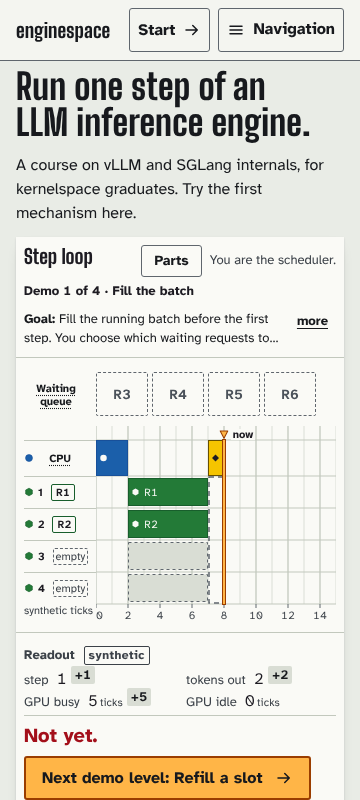 enginespace
Start →
Navigation
Run one step of an
LLM inference engine.
A course on vLLM and SGLang internals, for
kernelspace graduates. Try the first
mechanism here.
Step loop
Parts
You are the scheduler.
Demo 1 of 4 · Fill the batch
Goal: Fill the running batch before the first
step. You choose which waiting requests to…
more
Waiting
queue
R3
R4
R5
R6
now
CPU
1 R1
R1
2 R2
R2
3 empty
4 empty
synthetic ticks 0 2 4 6 8 10 12 14
Readout synthetic
step 1 +1
tokens out 2 +2
GPU busy 5 ticks +5
GPU idle 0 ticks
Not yet.
Next demo level: Refill a slot →